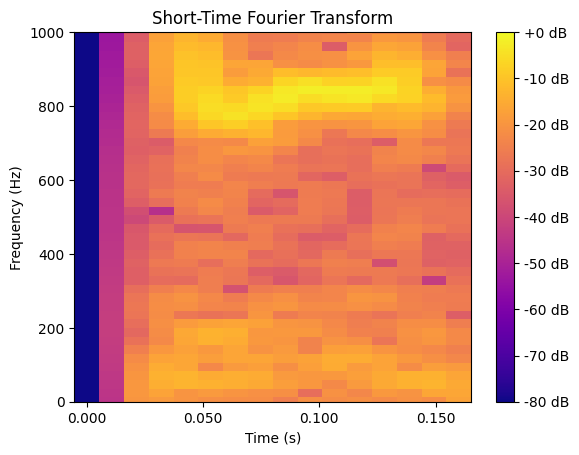 Short-Time Fourier Transform
1000
800
600
400
200
0
Frequency (Hz)
0.000
0.050
0.100
0.150
Time (s)
+0 dB
-10 dB
-20 dB
-30 dB
-40 dB
-50 dB
-60 dB
-70 dB
-80 dB